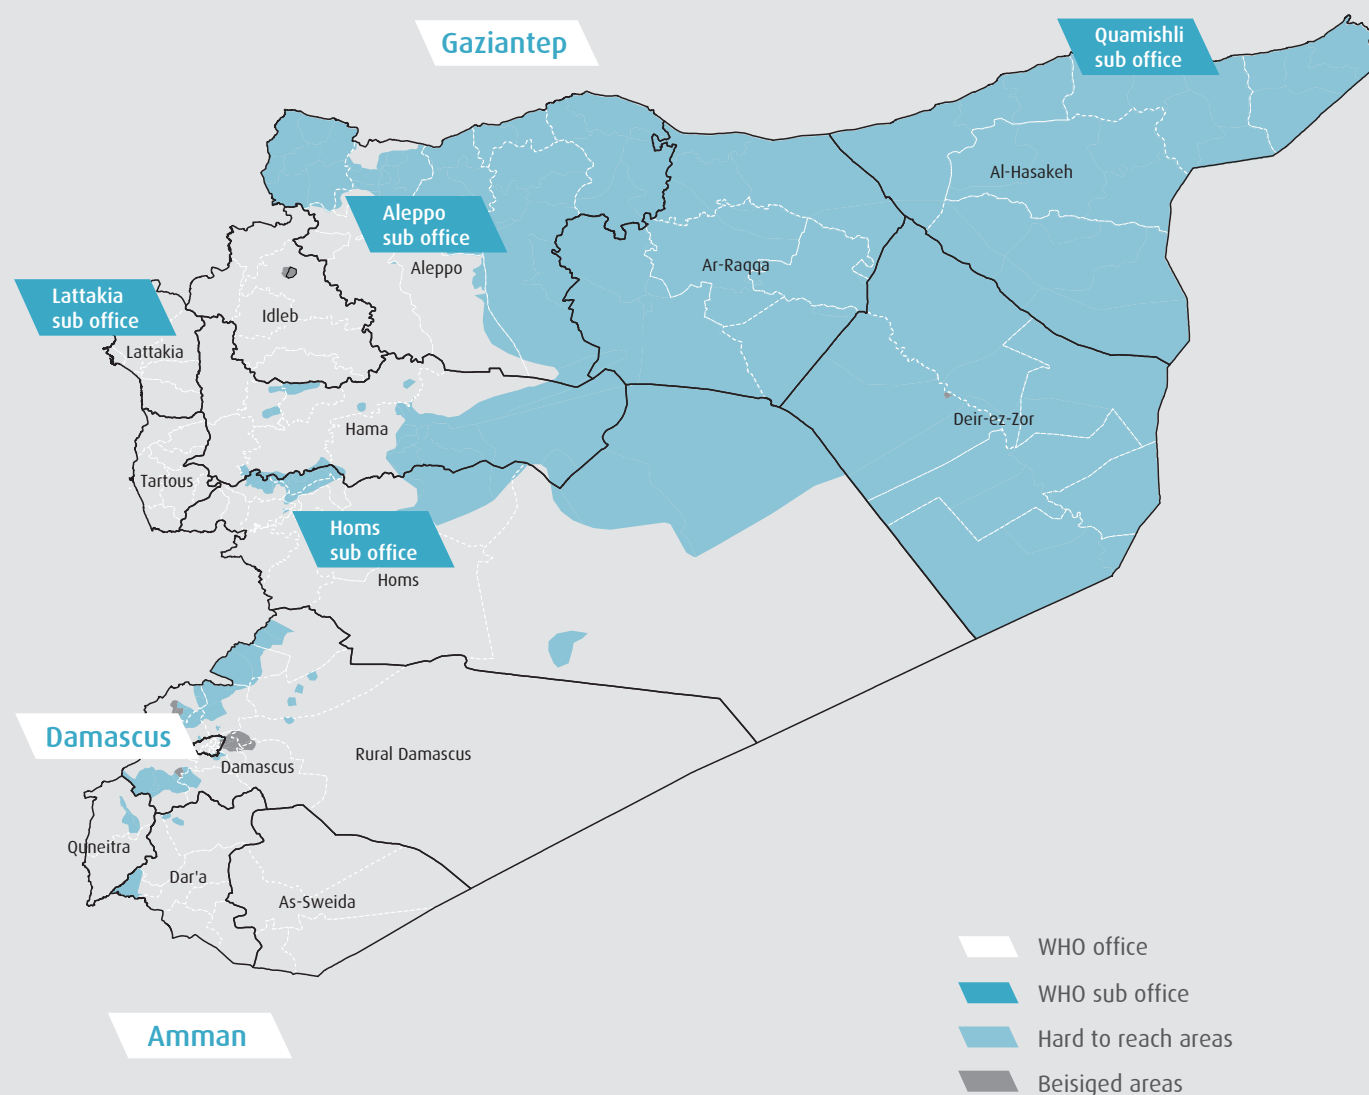 Gaziantep
Quamishli
sub office
Al-Hasakeh
Aleppo
sub office
Aleppo
Ar-Raqqa
Lattakia
sub office
Idleb
Lattakia
Deir-ez-Zor
Hama
Tartous
Homs
sub office
Homs
Damascus
Rural Damascus
Damascus
Quneitra
Dar'a
As-Sweida
WHO office
WHO sub office
Hard to reach areas
Beisiged areas
Amman